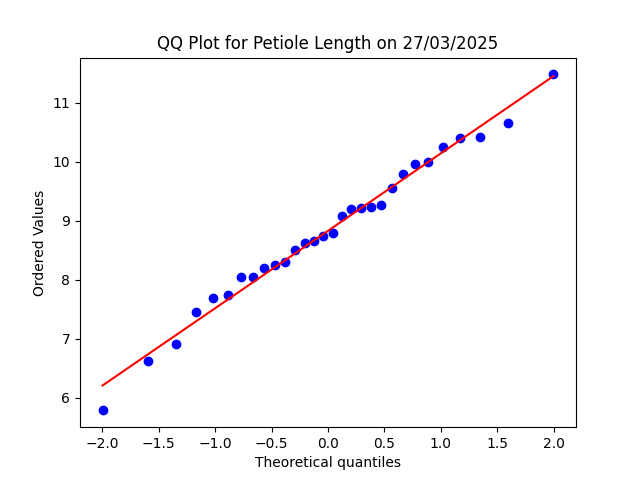 QQ Plot for Petiole Length on 27/03/2025
Ordered Values
11
10
9
8
7
6
−2.0 −1.5 −1.0 −0.5 0.0 0.5 1.0 1.5 2.0
Theoretical quantiles